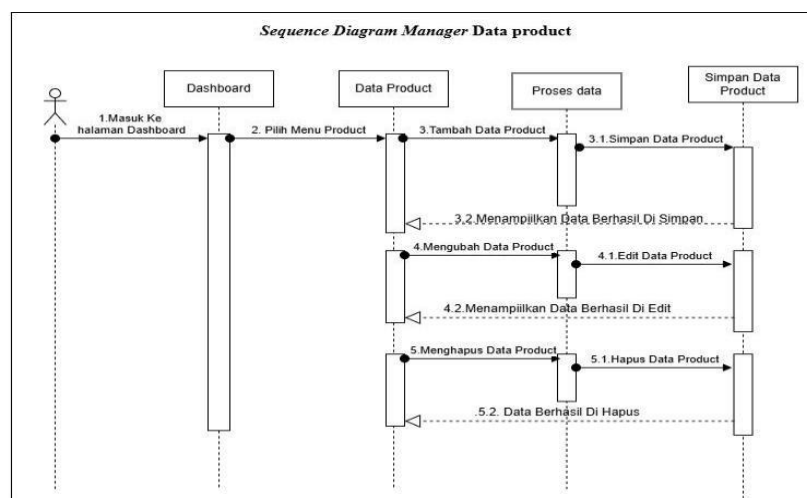 Sequence Diagram Manager Data product
Dashboard
Data Product
Proses data
Simpan Data
Product
1.Masuk Ke
halaman Dashboard
2. Pilih Menu Product
3.Tambah Data Product
3.1.Simpan Data Product
3.2.Menampiilkan Data Berhasil Di Simpan
4.Mengubah Data Product
4.1.Edit Data Product
4.2.Menampiilkan Data Berhasil Di Edit
5.Menghapus Data Product
5.1.Hapus Data Product
.5.2. Data Berhasil Di Hapus